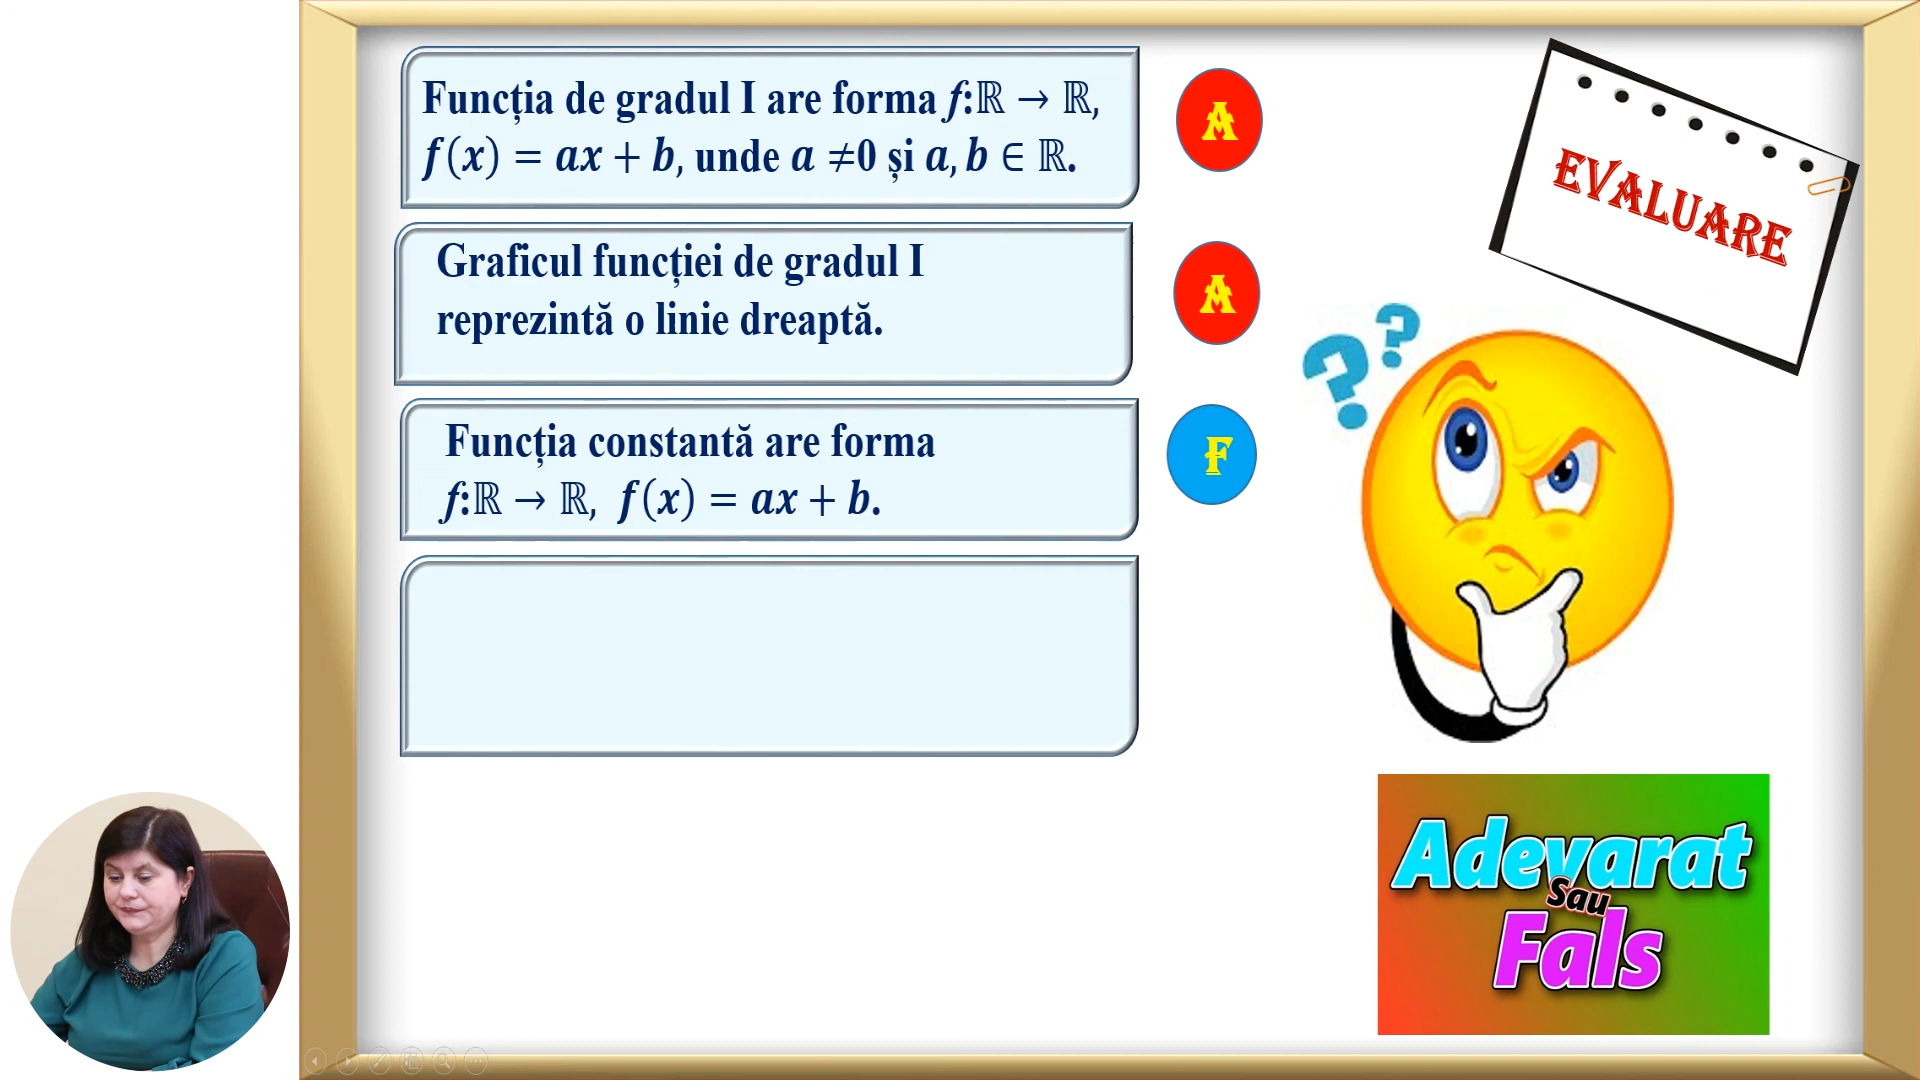 Funcția de gradul I are forma f:ℝ → ℝ,
f(x) = ax + b, unde a ≠0 și a, b ∈ ℝ.
A
Graficul funcției de gradul I
reprezintă o linie dreaptă.
A
Funcția constantă are forma
f:ℝ → ℝ, f(x) = ax + b.
F
EVALUARE
??
Adevarat
Sau
Fals